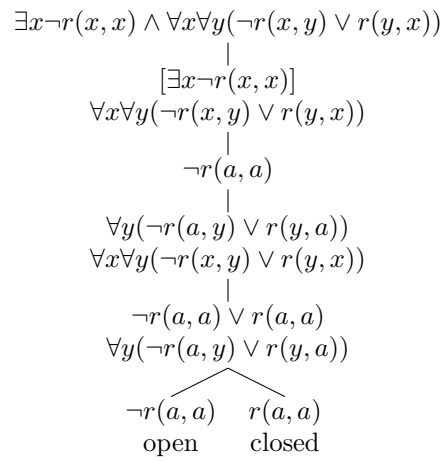 ∃x¬r(x, x) ∧ ∀x∀y(¬r(x, y) ∨ r(y, x))
[∃x¬r(x, x)]
∀x∀y(¬r(x, y) ∨ r(y, x))
¬r(a, a)
∀y(¬r(a, y) ∨ r(y, a))
∀x∀y(¬r(x, y) ∨ r(y, x))
¬r(a, a) ∨ r(a, a)
∀y(¬r(a, y) ∨ r(y, a))
¬r(a, a) r(a, a)
open closed